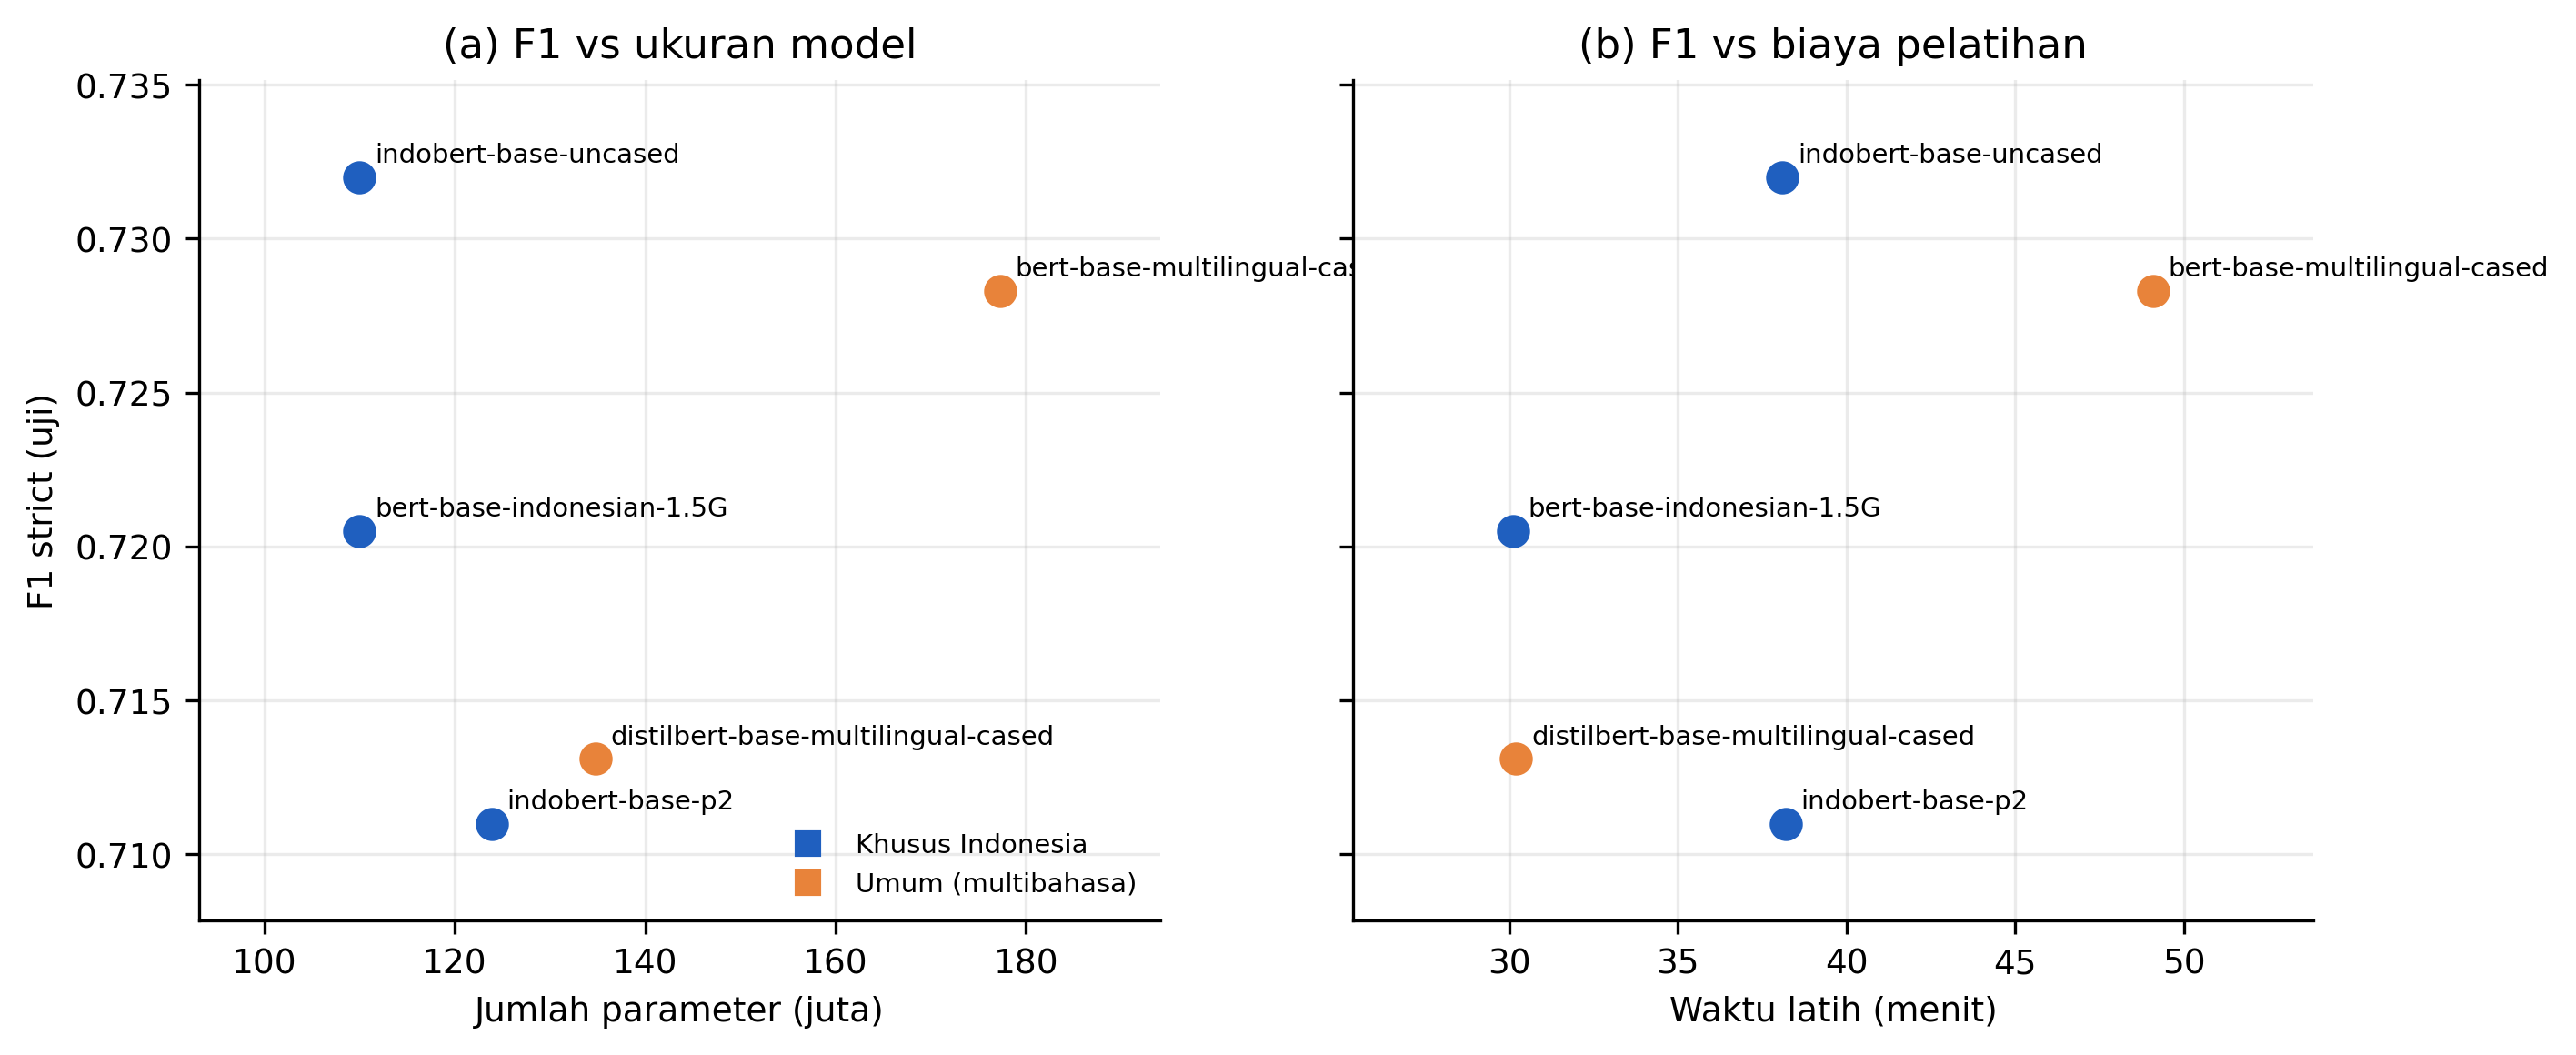 (a) F1 vs ukuran model
F1 strict (uji)
0.735
0.730
0.725
0.720
0.715
0.710
indobert-base-uncased
bert-base-multilingual-cas
bert-base-indonesian-1.5G
distilbert-base-multilingual-cased
indobert-base-p2
Khusus Indonesia
Umum (multibahasa)
100 120 140 160 180
Jumlah parameter (juta)
(b) F1 vs biaya pelatihan
indobert-base-uncased
bert-base-multilingual-cased
bert-base-indonesian-1.5G
distilbert-base-multilingual-cased
indobert-base-p2
30 35 40 45 50
Waktu latih (menit)